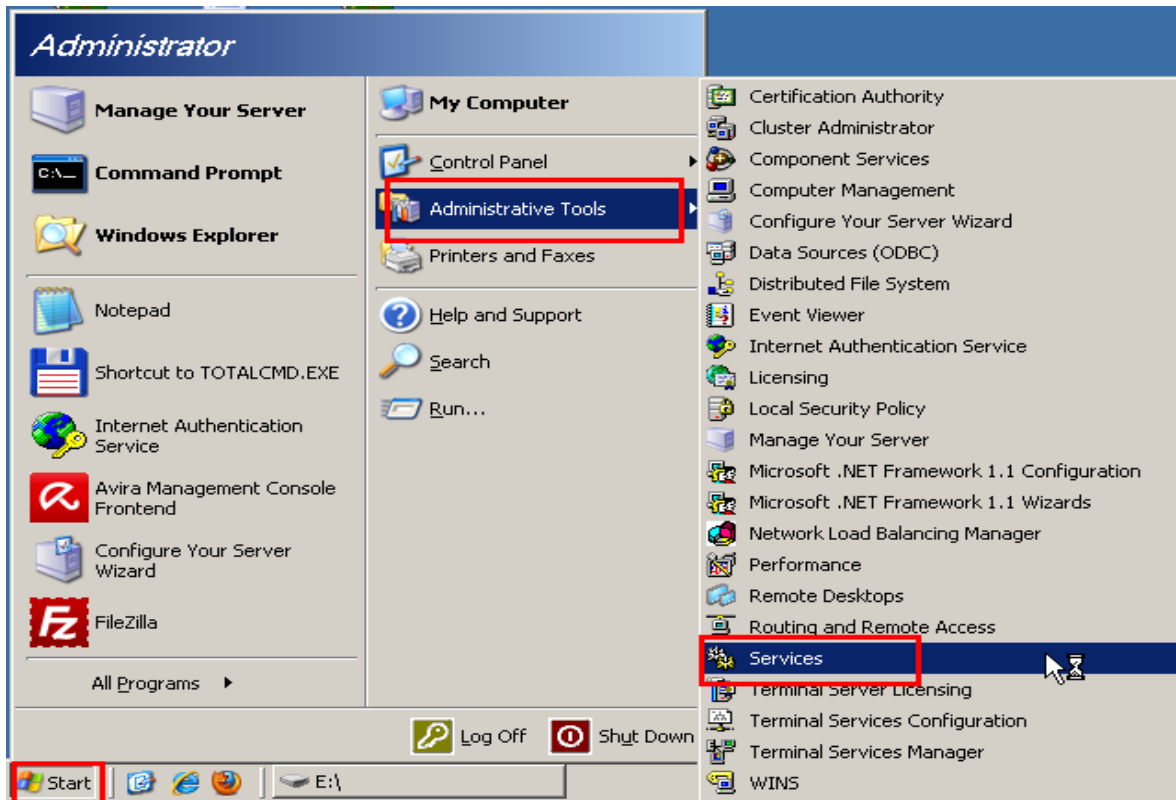 Administrator
Manage Your Server
C:\_
Command Prompt
Windows Explorer
Notepad
Shortcut to TOTALCMD.EXE
Internet Authentication
Service
Avira Management Console
Frontend
Configure Your Server
Wizard
Fz
FileZilla
All Programs
My Computer
Control Panel
Administrative Tools
Printers and Faxes
Help and Support
Search
Run...
Log Off
Shut Down
Certification Authority
Cluster Administrator
Component Services
Computer Management
Configure Your Server Wizard
Data Sources (ODBC)
Distributed File System
Event Viewer
Internet Authentication Service
Licensing
Local Security Policy
Manage Your Server
Microsoft .NET Framework 1.1 Configuration
Microsoft .NET Framework 1.1 Wizards
Network Load Balancing Manager
Performance
Remote Desktops
Routing and Remote Access
Services
Terminal Server Licensing
Terminal Services Configuration
Terminal Services Manager
WINS
Start
E:\